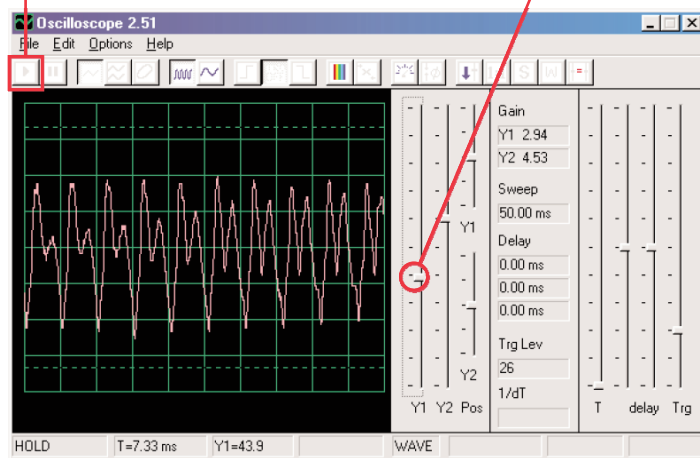 Oscilloscope 2.51
File Edit Options Help
Gain
Y1 2.94
Y2 4.53
Sweep
50.00 ms
Delay
0.00 ms
0.00 ms
0.00 ms
Trg Lev
26
1/dT
Y1
Y2
Y1 Y2 Pos
T delay Trg
HOLD T=7.33 ms Y1=43.9 WAVE